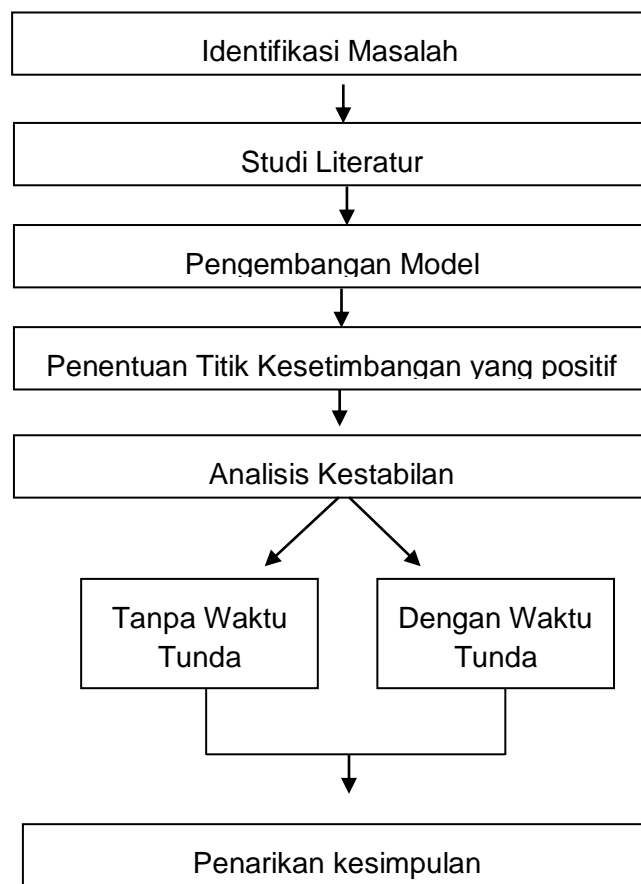 Identifikasi Masalah
Studi Literatur
Pengembangan Model
Penentuan Titik Kesetimbangan yang positif
Analisis Kestabilan
Tanpa Waktu
Tunda
Dengan Waktu
Tunda
Penarikan kesimpulan